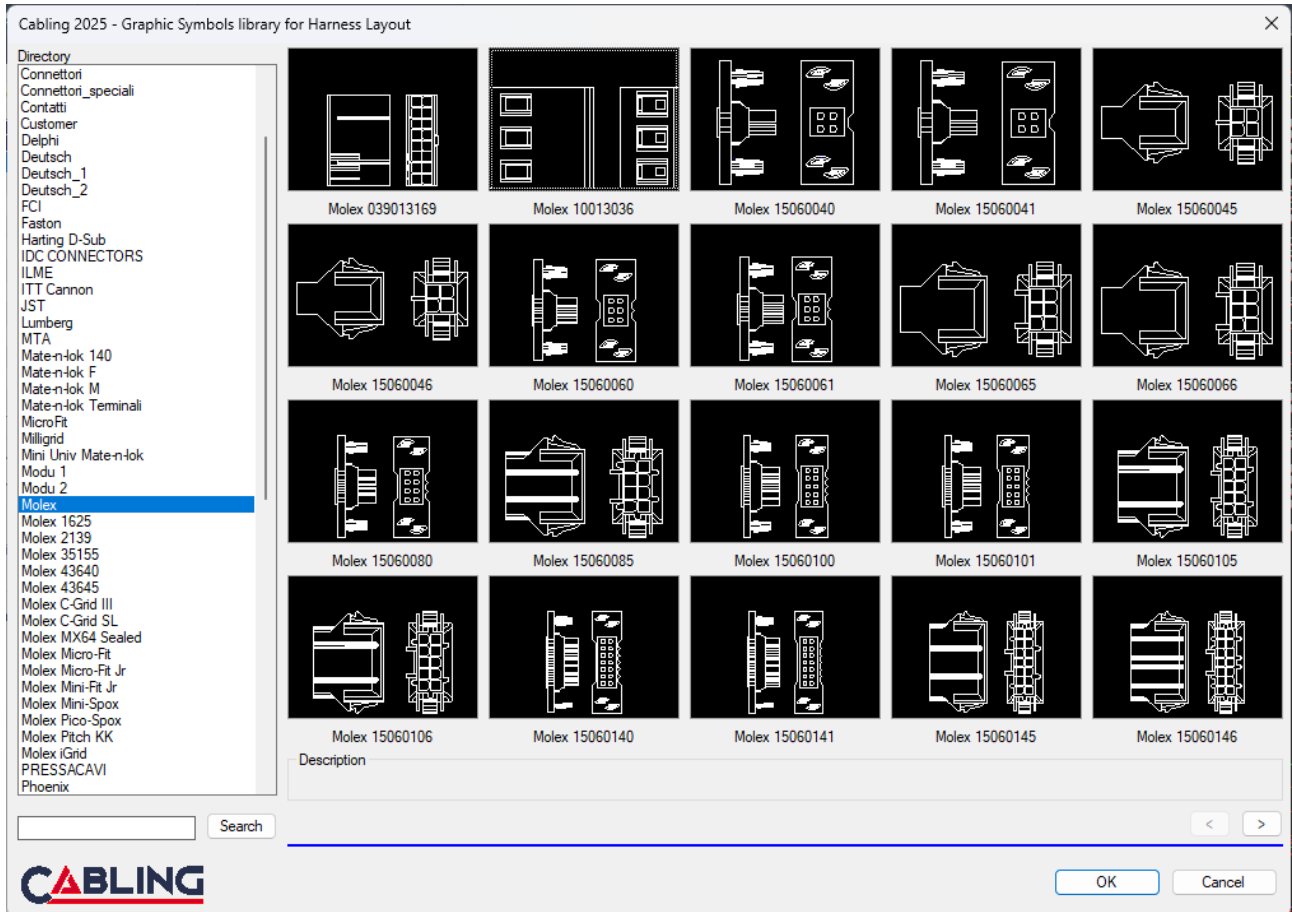 Cabling 2025 - Graphic Symbols library for Harness Layout
Directory
Connettori
Connettori_speciali
Contatti
Customer
Delphi
Deutsch
Deutsch_1
Deutsch_2
FCI
Faston
Harting D-Sub
IDC CONNECTORS
ILME
ITT Cannon
JST
Lumberg
MTA
Mate-n-lok 140
Mate-n-lok F
Mate-n-lok M
Mate-n-lok Terminali
MicroFit
Milligrid
Mini Univ Mate-n-lok
Modu 1
Modu 2
Molex
Molex 1625
Molex 2139
Molex 35155
Molex 43640
Molex 43645
Molex C-Grid III
Molex C-Grid SL
Molex MX64 Sealed
Molex Micro-Fit
Molex Micro-Fit Jr
Molex Mini-Fit Jr
Molex Mini-Spox
Molex Pico-Spox
Molex Pitch KK
Molex iGrid
PRESSACAVI
Phoenix
Search
CABLING
Molex 039013169 Molex 10013036 Molex 15060040 Molex 15060041 Molex 15060045
Molex 15060046 Molex 15060060 Molex 15060061 Molex 15060065 Molex 15060066
Molex 15060080 Molex 15060085 Molex 15060100 Molex 15060101 Molex 15060105
Molex 15060106 Molex 15060140 Molex 15060141 Molex 15060145 Molex 15060146
Description
< >
OK Cancel